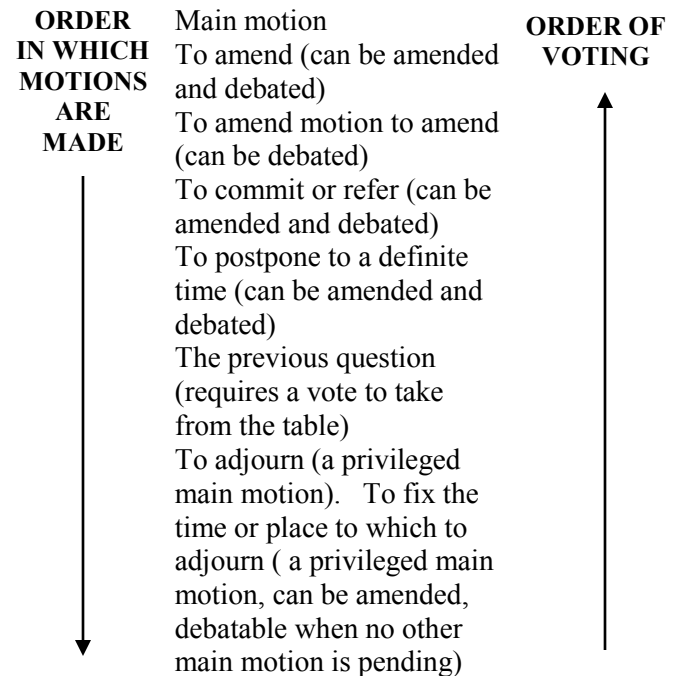 ORDER
IN WHICH
MOTIONS
ARE
MADE
Main motion
To amend (can be amended
and debated)
To amend motion to amend
(can be debated)
To commit or refer (can be
amended and debated)
To postpone to a definite
time (can be amended and
debated)
The previous question
(requires a vote to take
from the table)
To adjourn (a privileged
main motion). To fix the
time or place to which to
adjourn ( a privileged main
motion, can be amended,
debatable when no other
main motion is pending)
ORDER OF
VOTING